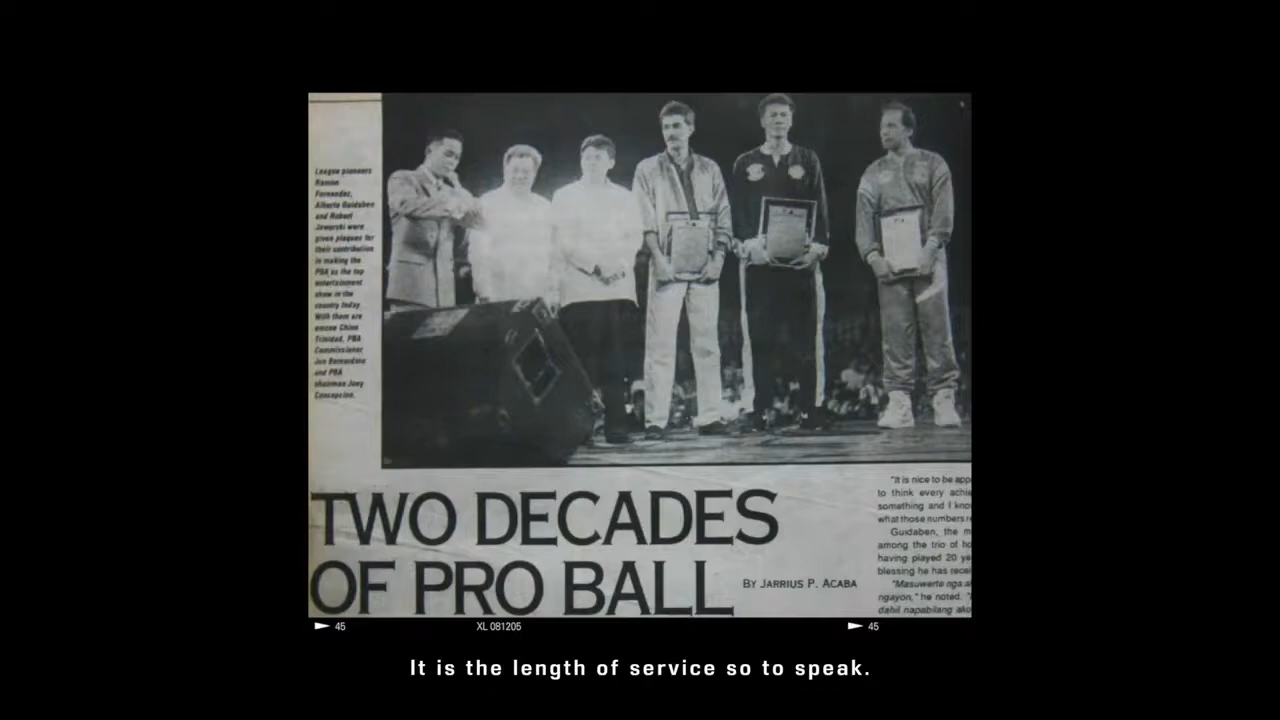 League pioneers
Ramon
Fernandez,
Alberto Guidaben
and Robert
Jaworski were
given plaques for
their contribution
in making the
PBA as the top
entertainment
show in the
country today.
With them are
emcee Chino
Trinidad, PBA
Commissioner
Jun Bernardino
and PBA
chairman Joey
Concepcion.
TWO DECADES
OF PRO BALL
BY JARRIUS P. ACABA
"It is nice to be app
to think every achie
something and I kno
what those numbers re
Guidaben, the m
among the trio of ho
having played 20 ye
blessing he has recei
"Masuwerte nga a
ngayon," he noted. "
dahil napabilang ako
45
XL 081205
45
It is the length of service so to speak.